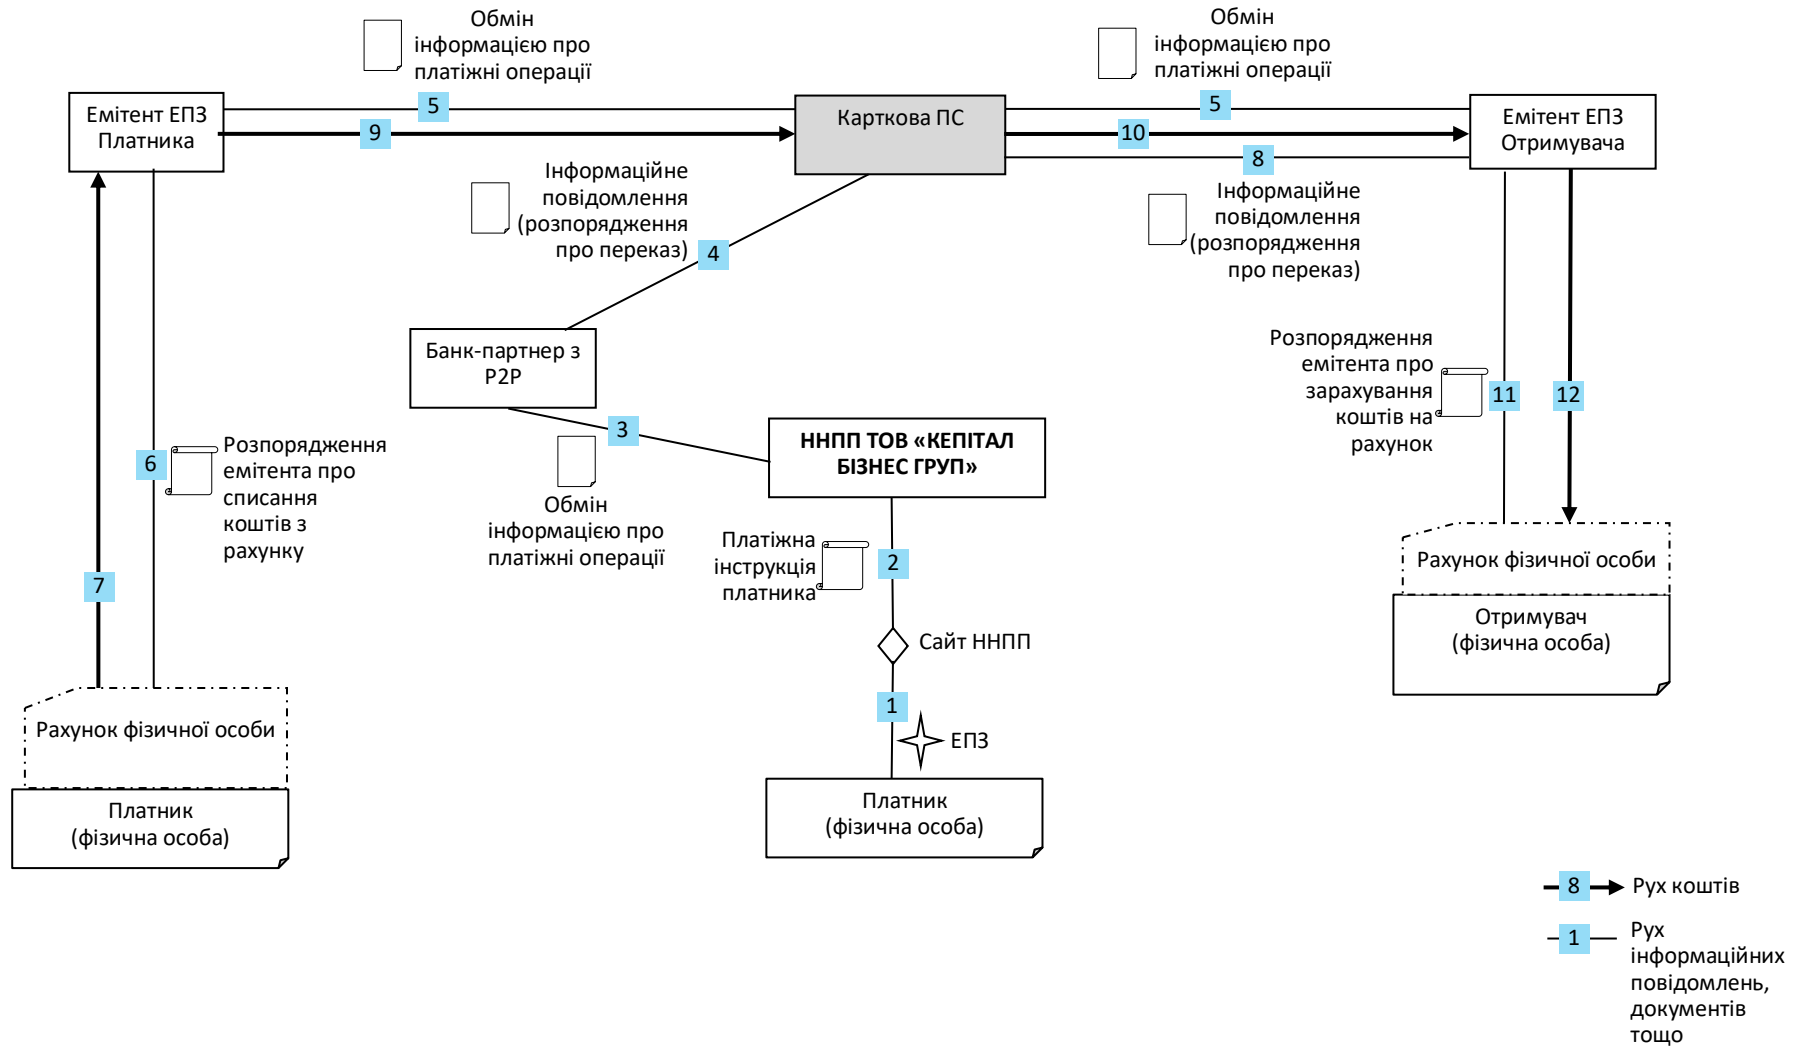 Обмін
інформацією про
платіжні операції
Обмін
інформацією про
платіжні операції
Емітент ЕПЗ
Платника
5
9
Карткова ПС
5
10
8
Емітент ЕПЗ
Отримувача
Інформаційне
повідомлення
(розпорядження
про переказ)
4
Інформаційне
повідомлення
(розпорядження
про переказ)
Банк-партнер з
P2P
3
Розпорядження
емітента про
зарахування
коштів на
рахунок
11
12
ННПП ТОВ «КЕПІТАЛ
БІЗНЕС ГРУП»
6
Розпорядження
емітента про
списання
коштів з
рахунку
7
Обмін
інформацією про
платіжні операції
Платіжна
інструкція
платника
2
Рахунок фізичної особи
Отримувач
(фізична особа)
Сайт ННПП
1
ЕПЗ
Рахунок фізичної особи
Платник
(фізична особа)
Платник
(фізична особа)
8
Рух коштів
1
Рух
інформаційних
повідомлень,
документів
тощо